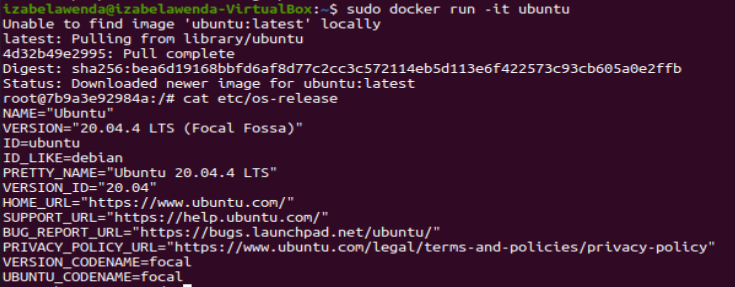 izabelawenda@izabelawenda-VirtualBox:~$ sudo docker run -it ubuntu
Unable to find image 'ubuntu:latest' locally
latest: Pulling from library/ubuntu
4d32b49e2995: Pull complete
Digest: sha256:bea6d19168bbfd6af8d77c2cc3c572114eb5d113e6f422573c93cb605a0e2ffb
Status: Downloaded newer image for ubuntu:latest
root@7b9a3e92984a:/# cat etc/os-release
NAME="Ubuntu"
VERSION="20.04.4 LTS (Focal Fossa)"
ID=ubuntu
ID_LIKE=debian
PRETTY_NAME="Ubuntu 20.04.4 LTS"
VERSION_ID="20.04"
HOME_URL="https://www.ubuntu.com/"
SUPPORT_URL="https://help.ubuntu.com/"
BUG_REPORT_URL="https://bugs.launchpad.net/ubuntu/"
PRIVACY_POLICY_URL="https://www.ubuntu.com/legal/terms-and-policies/privacy-policy"
VERSION_CODENAME=focal
UBUNTU_CODENAME=focal